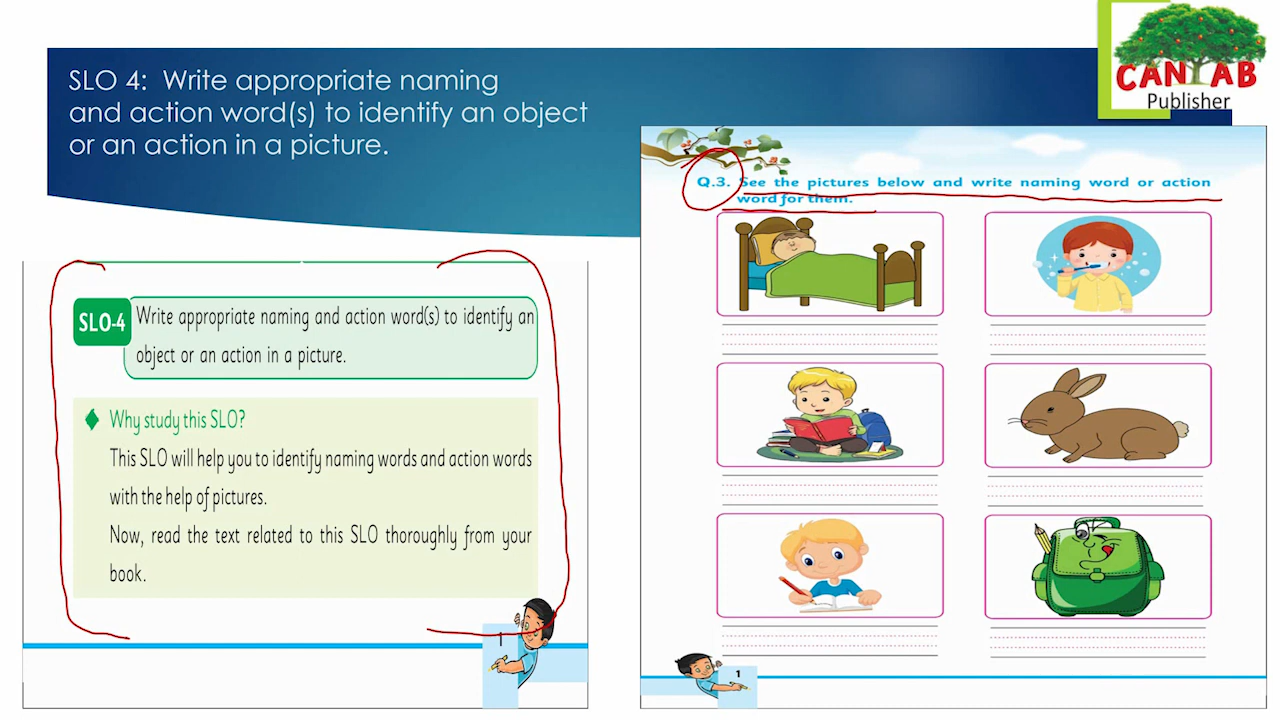 SLO 4: Write appropriate naming
and action word(s) to identify an object
or an action in a picture.
CANTAB
Publisher
SLO-4
Write appropriate naming and action word(s) to identify an
object or an action in a picture.
Why study this SLO?
This SLO will help you to identify naming words and action words
with the help of pictures.
Now, read the text related to this SLO thoroughly from your
book.
1
Q.3. See the pictures below and write naming word or action
word for them.
1